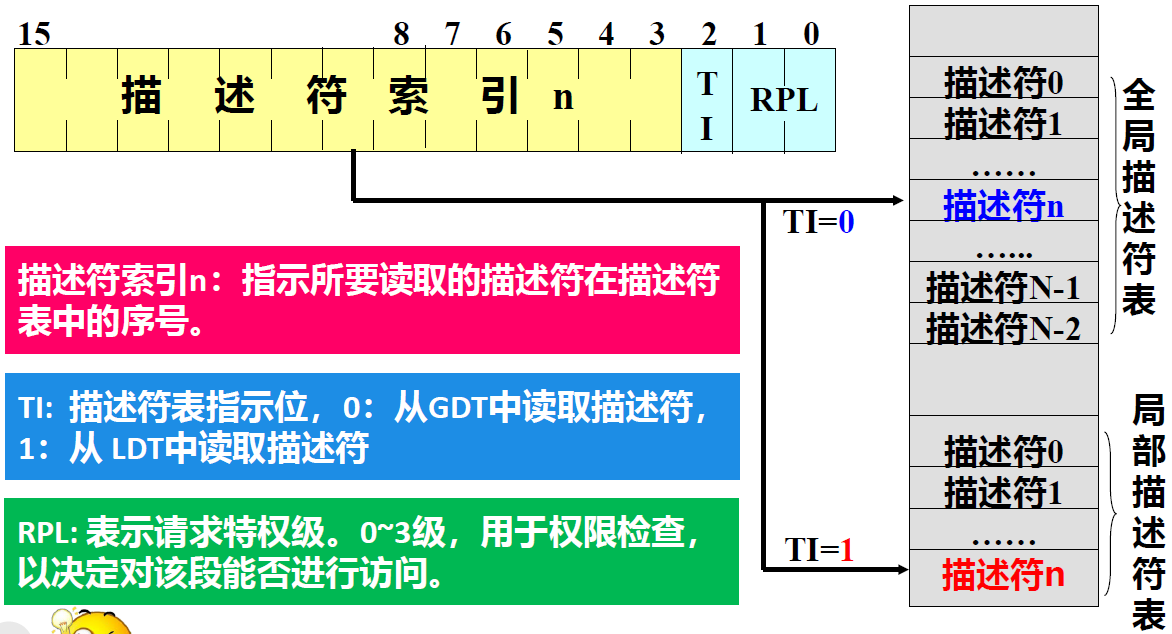 15 8 7 6 5 4 3 2 1 0
描述符索引n
T
I
RPL
描述符0
描述符1
……
描述符n
…...
描述符N-1
描述符N-2
全局描述符表
TI=0
描述符索引n：指示所要读取的描述符在描述符
表中的序号。
TI: 描述符表指示位，0：从GDT中读取描述符，
1：从 LDT中读取描述符
RPL: 表示请求特权级。0~3级，用于权限检查，
以决定对该段能否进行访问。
描述符0
描述符1
……
描述符n
局部描述符表
TI=1